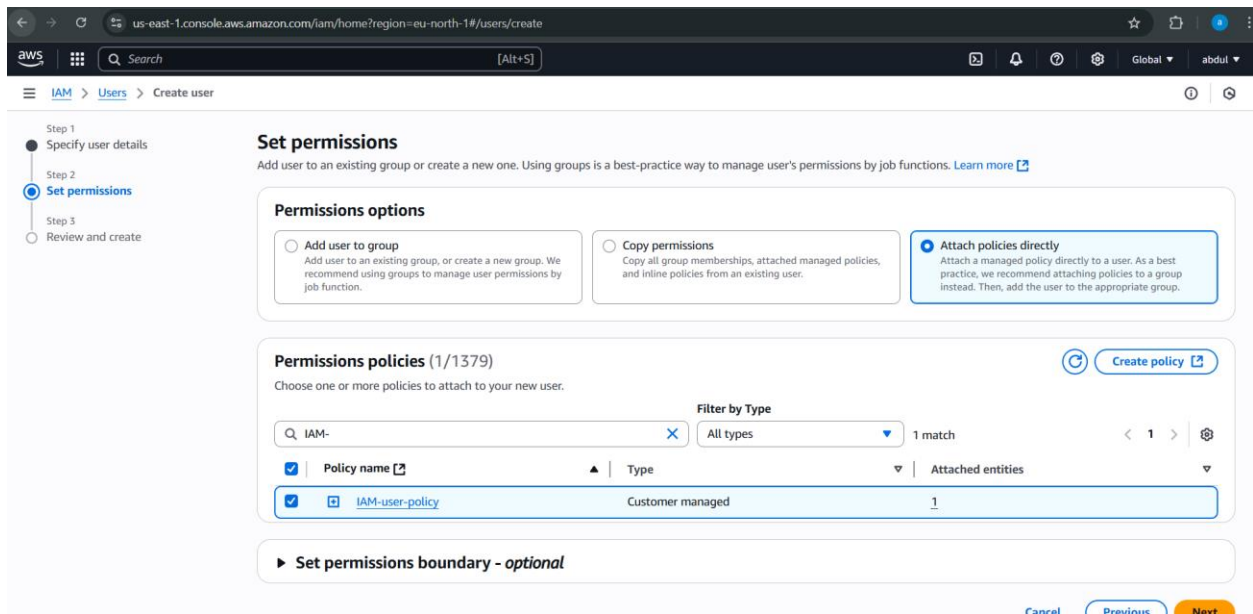 us-east-1.console.aws.amazon.com/iam/home?region=eu-north-1#/users/create
a
aws
Search
[Alt+S]
Global
abdul
IAM > Users > Create user
Step 1
Specify user details
Step 2
Set permissions
Step 3
Review and create
Set permissions
Add user to an existing group or create a new one. Using groups is a best-practice way to manage user's permissions by job functions. Learn more
Permissions options
Add user to group
Add user to an existing group, or create a new group. We
recommend using groups to manage user permissions by
job function.
Copy permissions
Copy all group memberships, attached managed policies,
and inline policies from an existing user.
Attach policies directly
Attach a managed policy directly to a user. As a best
practice, we recommend attaching policies to a group
instead. Then, add the user to the appropriate group.
Permissions policies (1/1379)
Create policy
Choose one or more policies to attach to your new user.
Filter by Type
IAM-
All types
1 match
1
Policy name
Type
Attached entities
IAM-user-policy
Customer managed
1
Set permissions boundary - optional
Cancel
Previous
Next